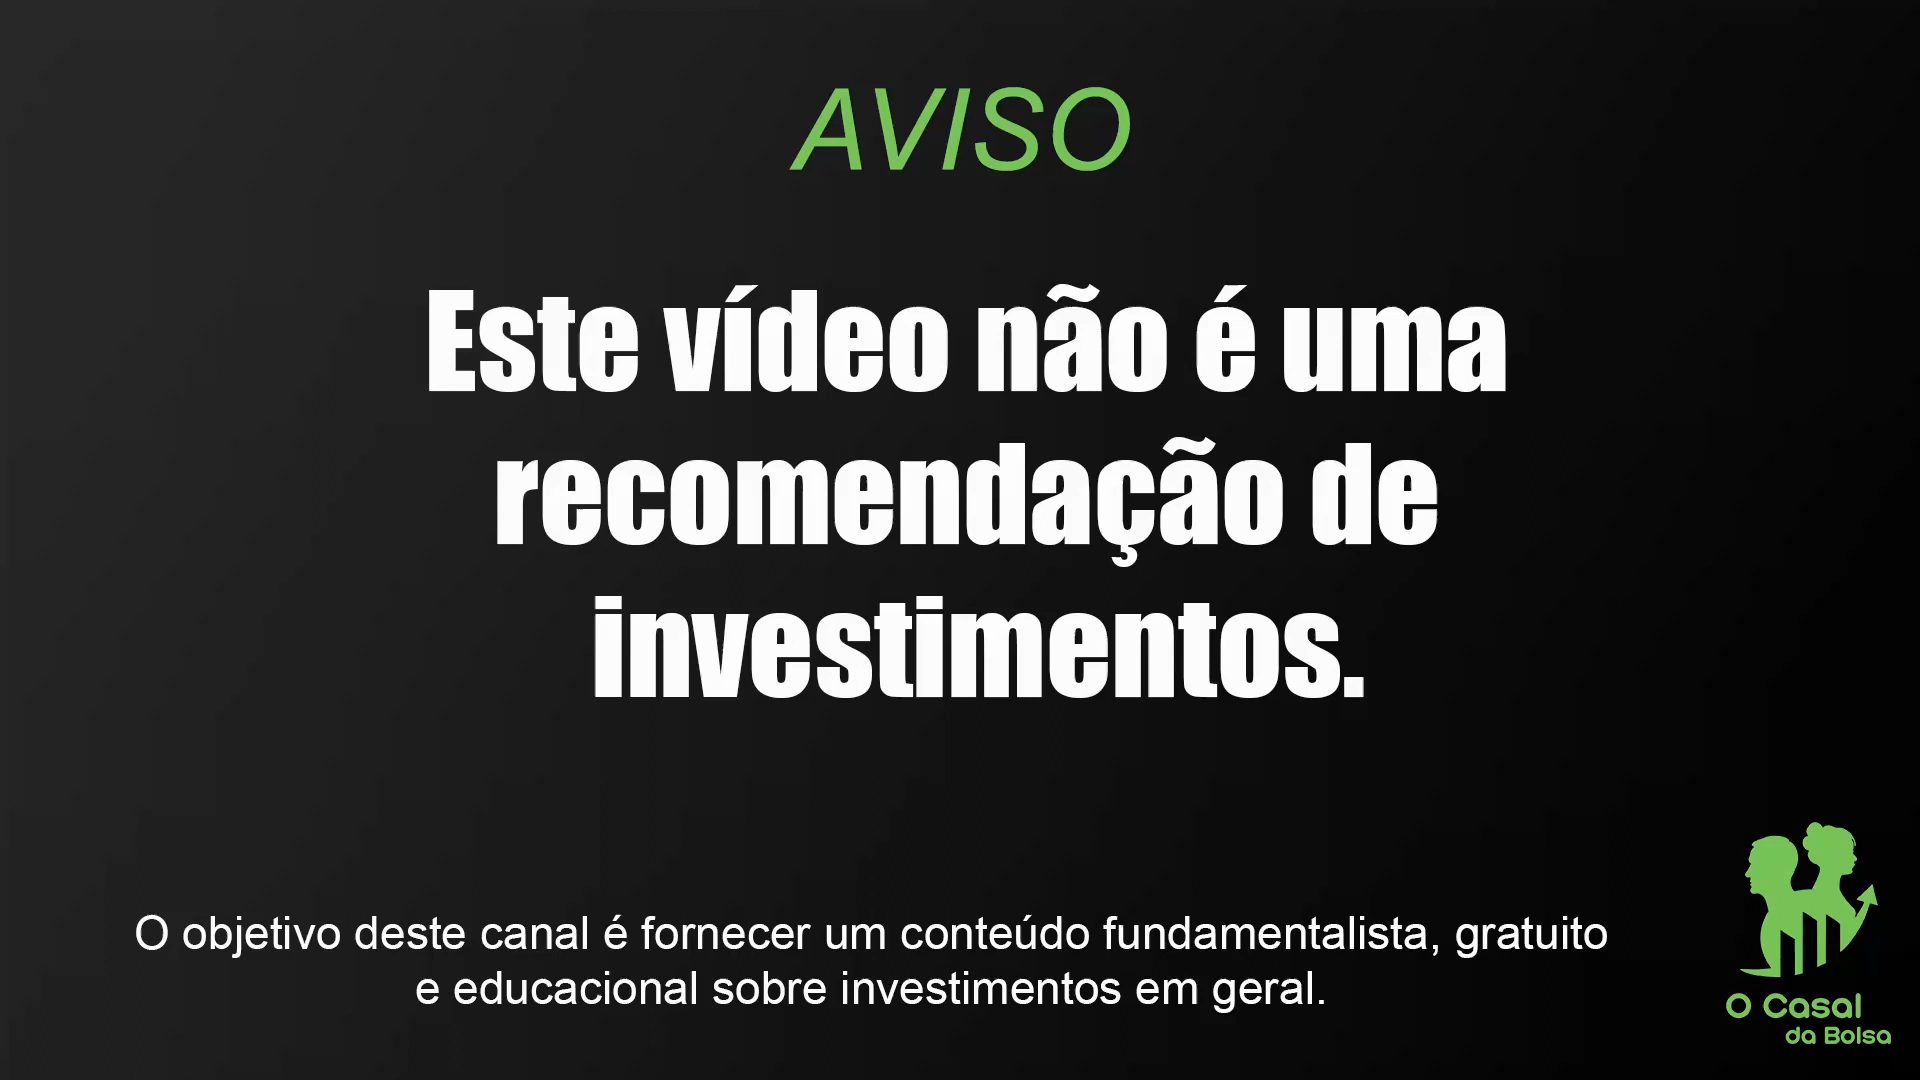 AVISO
Este vídeo não é uma
recomendação de
investimentos.
O objetivo deste canal é fornecer um conteúdo fundamentalista, gratuito
e educacional sobre investimentos em geral.
O Casal
da Bolsa